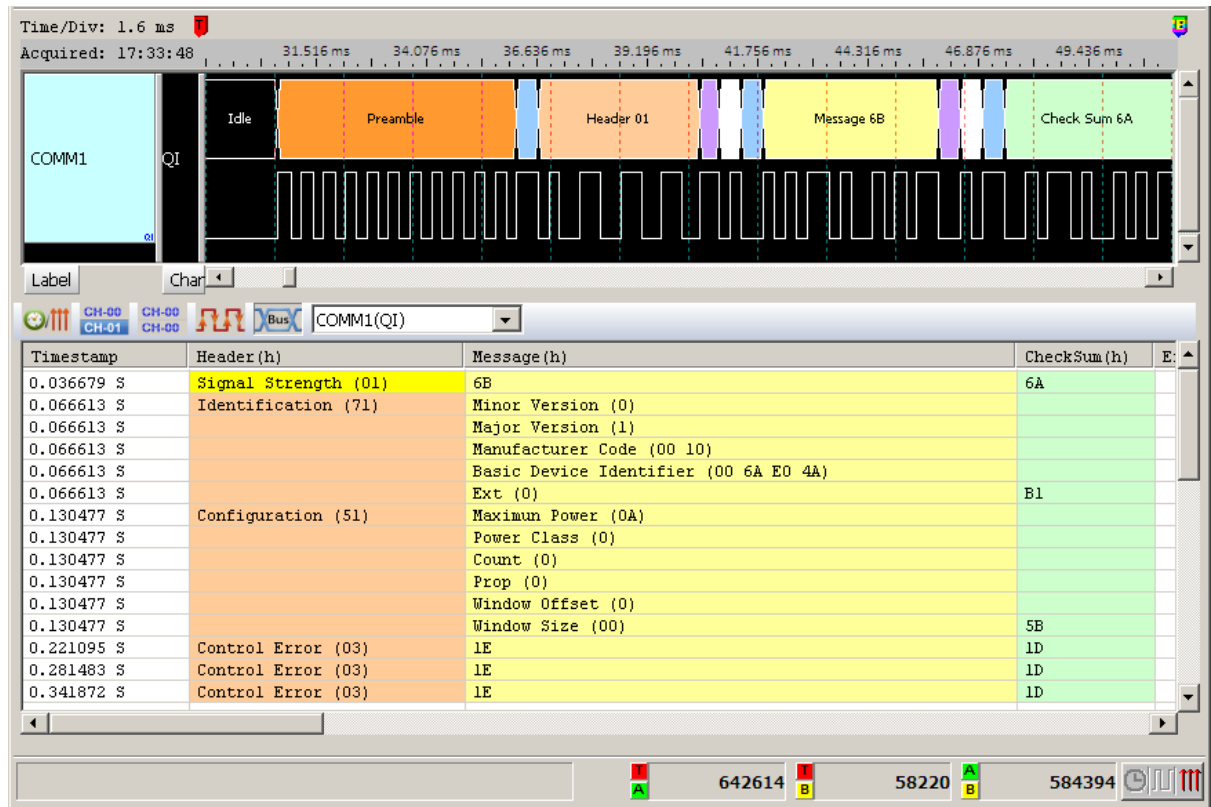 Time/Div: 1.6 ms T B
Acquired: 17:33:48 31.516 ms 34.076 ms 36.636 ms 39.196 ms 41.756 ms 44.316 ms 46.876 ms 49.436 ms
COMM1 QI Idle Preamble Header 01 Message 6B Check Sum 6A
QI
Label Char
CH-00 CH-00
CH-01 CH-00 Bus COMM1(QI)
Timestamp Header(h) Message(h) CheckSum(h)
0.036679 S Signal Strength (01) 6B 6A
0.066613 S Identification (71) Minor Version (0)
0.066613 S Major Version (1)
0.066613 S Manufacturer Code (00 10)
0.066613 S Basic Device Identifier (00 6A E0 4A)
0.066613 S Ext (0) B1
0.130477 S Configuration (51) Maximun Power (0A)
0.130477 S Power Class (0)
0.130477 S Count (0)
0.130477 S Prop (0)
0.130477 S Window Offset (0)
0.130477 S Window Size (00) 5B
0.221095 S Control Error (03) 1E 1D
0.281483 S Control Error (03) 1E 1D
0.341872 S Control Error (03) 1E 1D
T A 642614 T B 58220 A B 584394